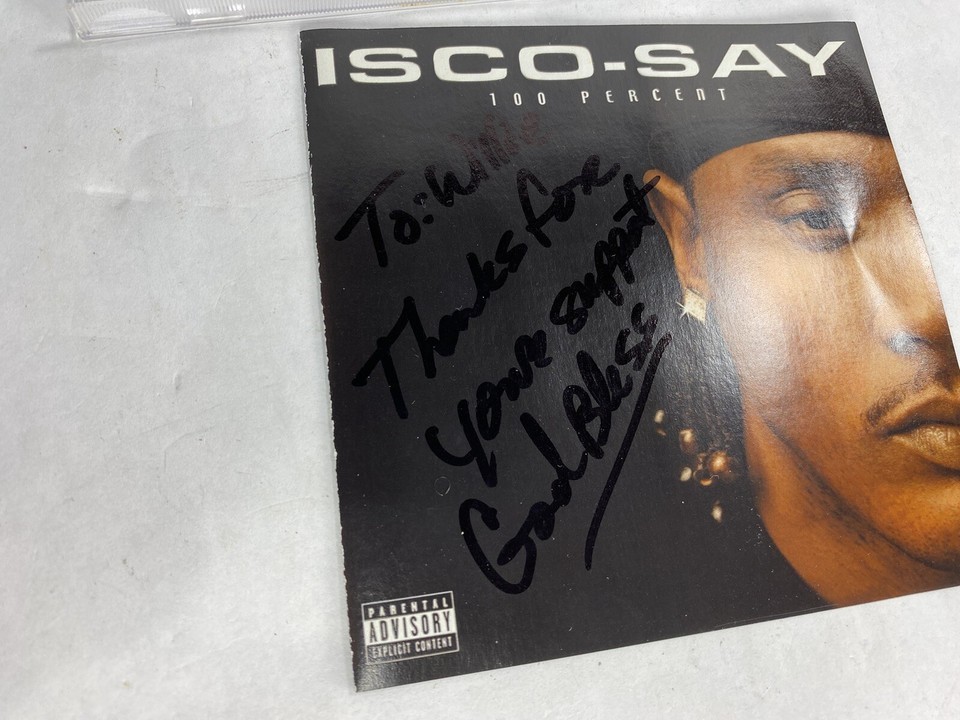 ISCO-SAY
100 PERCENT
To: Willie
Thanks for
your support
God Bless
PARENTAL
ADVISORY
EXPLICIT CONTENT